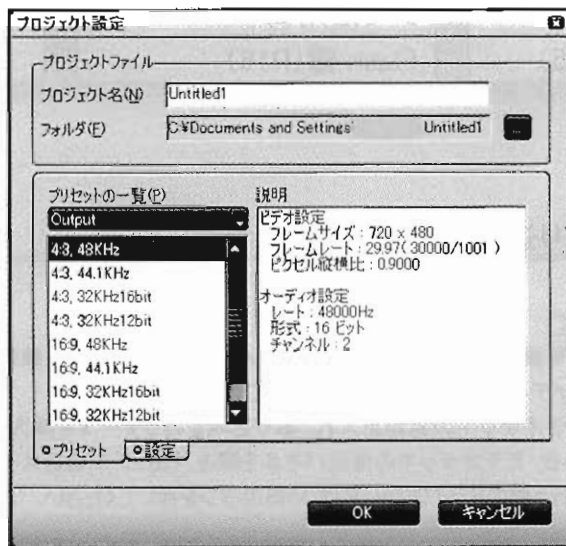 プロジェクト設定
プロジェクトファイル
プロジェクト名(N) Untitled1
フォルダ(F) C:¥Documents and Settings Untitled1 ...
プリセットの一覧(P)
Output
4:3, 48KHz
4:3, 44.1KHz
4:3, 32KHz16bit
4:3, 32KHz12bit
16:9, 48KHz
16:9, 44.1KHz
16:9, 32KHz16bit
16:9, 32KHz12bit
プリセット 設定
説明
ビデオ設定
フレームサイズ : 720 x 480
フレームレート : 29.97( 30000/1001 )
ピクセル縦横比 : 0.9000
オーディオ設定
レート : 48000Hz
形式 : 16 ビット
チャンネル : 2
OK キャンセル